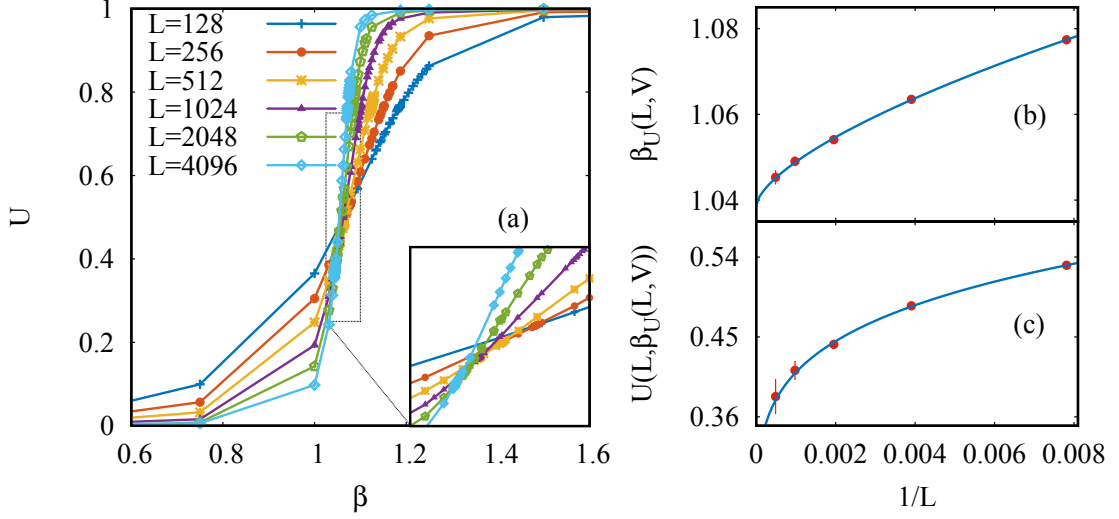 U
1
0.8
0.6
0.4
0.2
0
0.6
0.8
1
1.2
1.4
1.6
β
L=128
L=256
L=512
L=1024
L=2048
L=4096
(a)
β_U(L,V)
1.08
1.06
1.04
(b)
U(L,β_U(L,V))
0.54
0.45
0.36
(c)
0
0.002
0.004
0.006
0.008
1/L